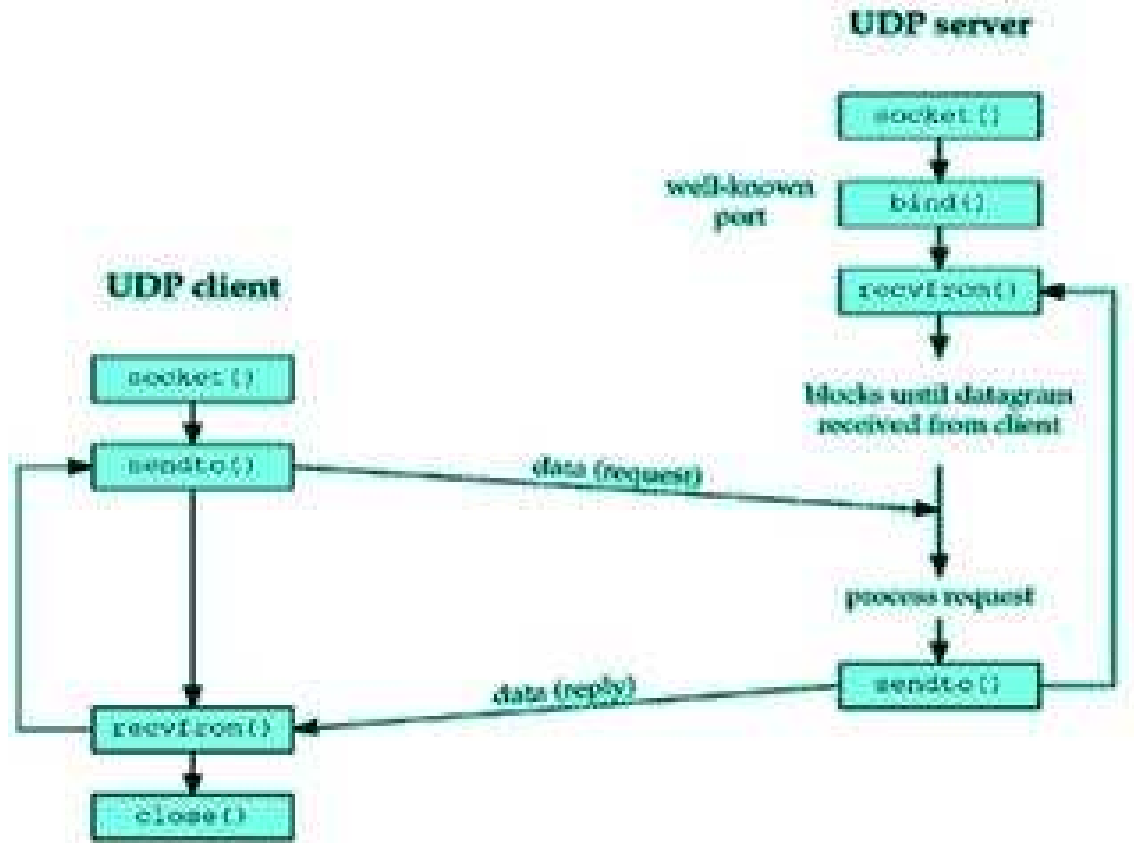 UDP server
socket()
well-known
port
bind()
recvfrom()
UDP client
socket()
blocks until datagram
received from client
sendto()
data (request)
process request
sendto()
data (reply)
recvfrom()
close()